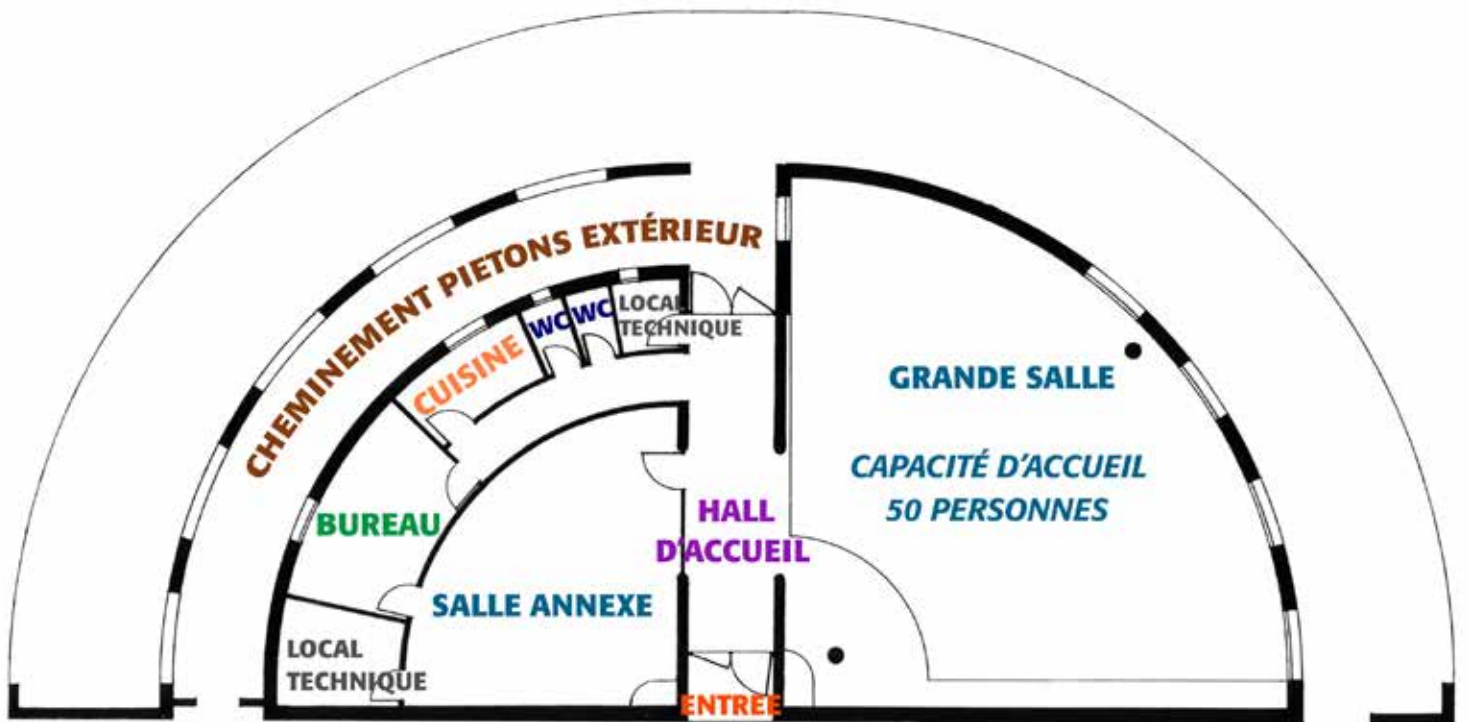 CHEMINEMENT PIETONS EXTÉRIEUR
WC
WC
LOCAL
TECHNIQUE
CUISINE
GRANDE SALLE
CAPACITÉ D'ACCUEIL
50 PERSONNES
BUREAU
HALL
D'ACCUEIL
SALLE ANNEXE
LOCAL
TECHNIQUE
ENTREE